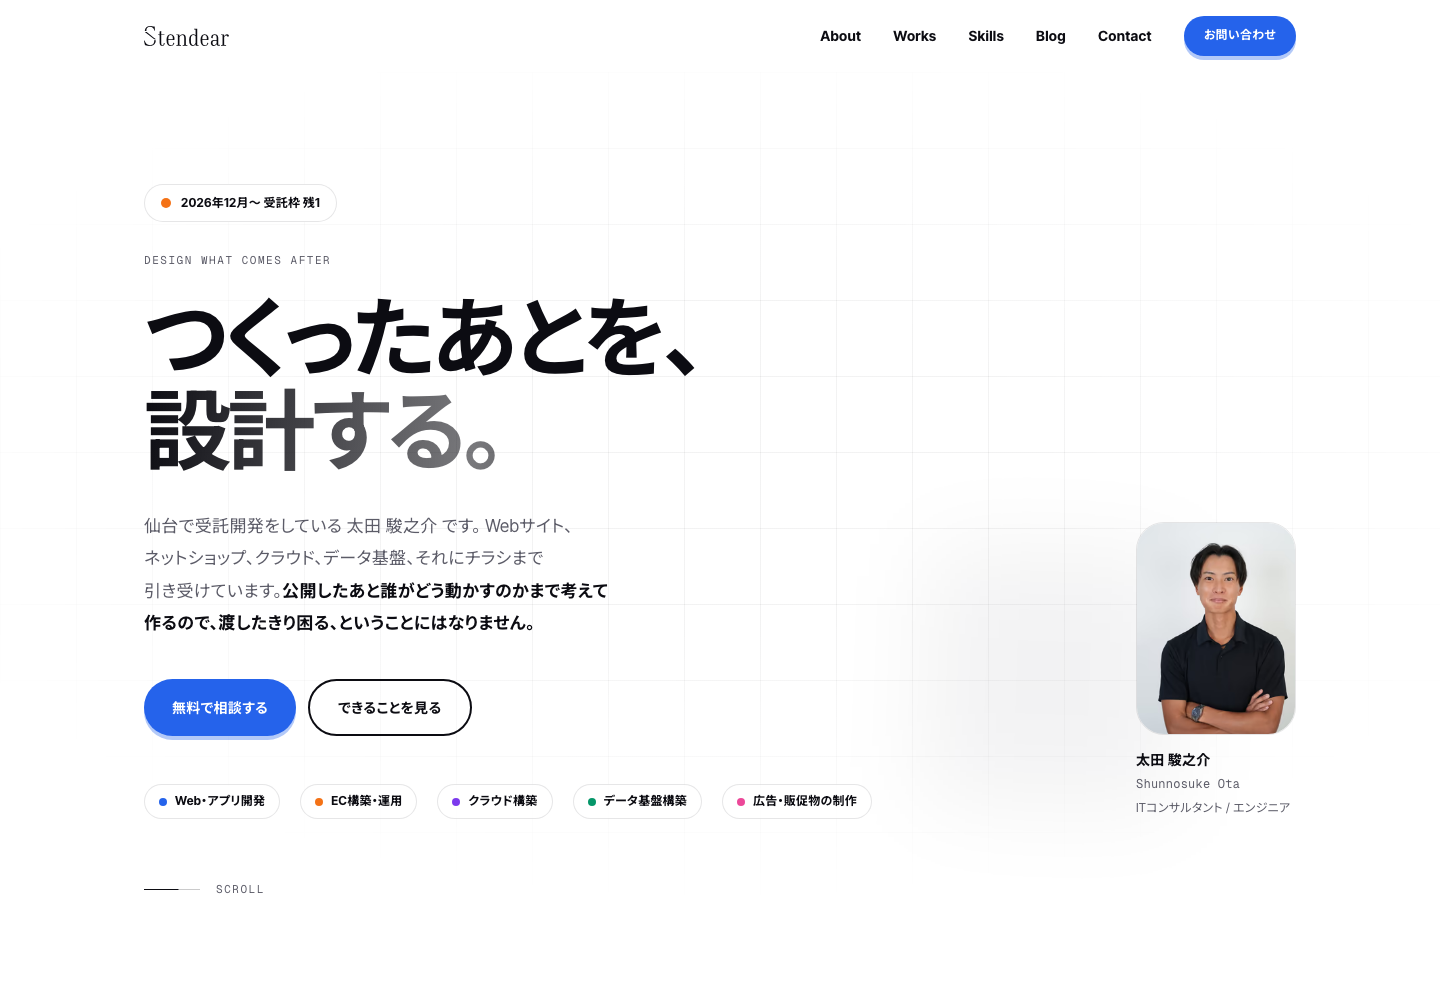 Stendear
About
Works
Skills
Blog
Contact
お問い合わせ
2026年12月〜 受託枠 残1
DESIGN WHAT COMES AFTER
つくったあとを、
設計する。
仙台で受託開発をしている 太田 駿之介 です。Webサイト、
ネットショップ、クラウド、データ基盤、それにチラシまで
引き受けています。公開したあと誰がどう動かすのかまで考えて
作るので、渡したきり困る、ということにはなりません。
無料で相談する
できることを見る
Web・アプリ開発
EC構築・運用
クラウド構築
データ基盤構築
広告・販促物の制作
太田 駿之介
Shunnosuke Ota
ITコンサルタント / エンジニア
SCROLL